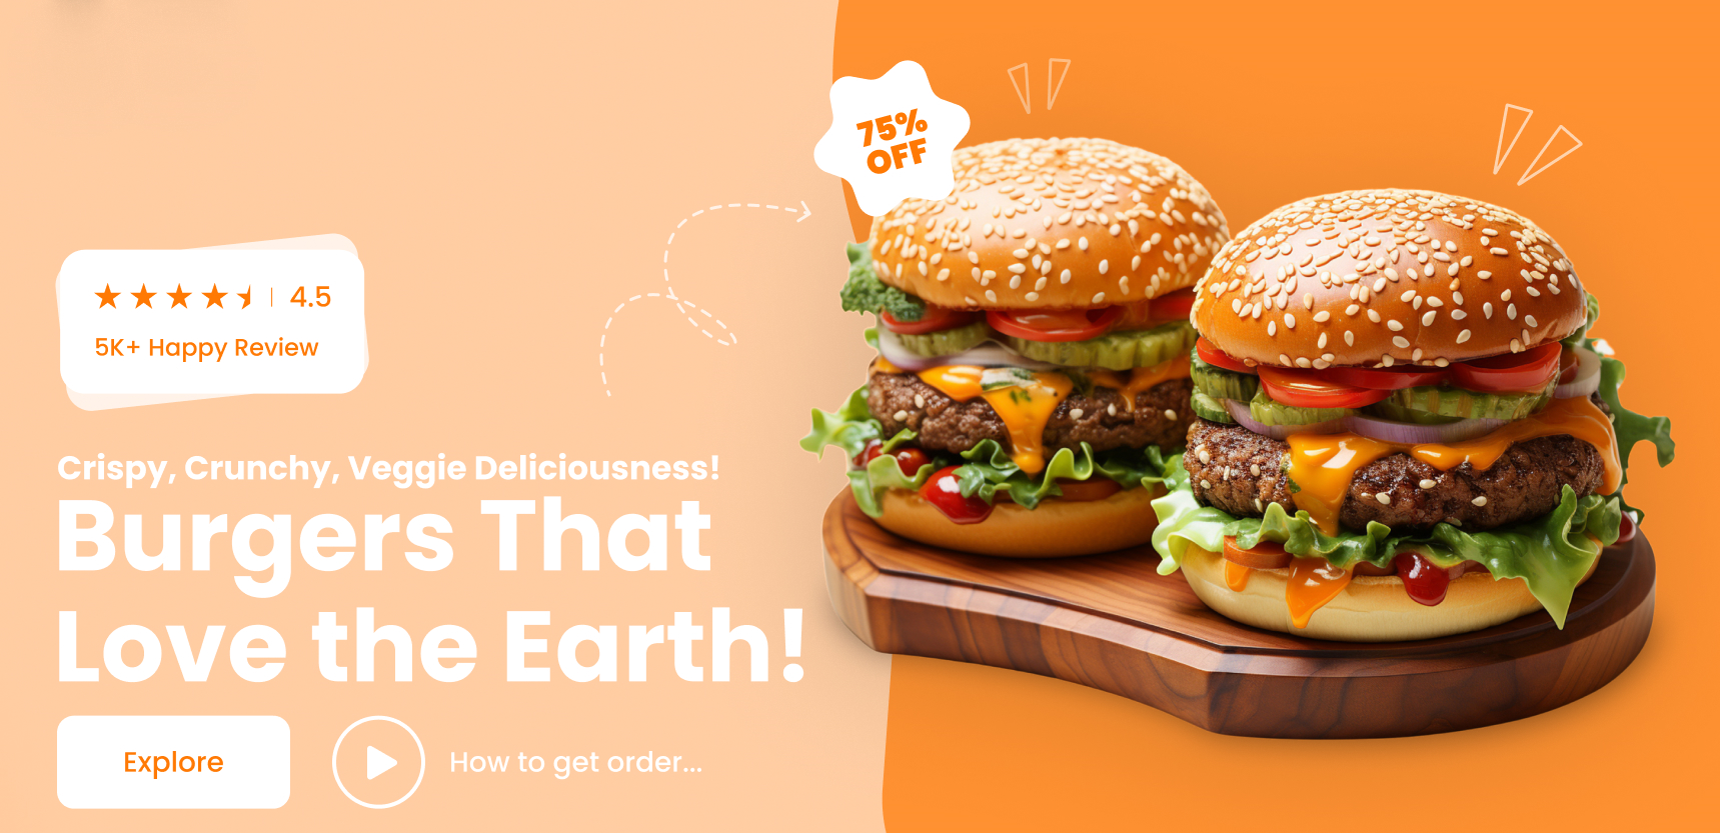 75%
OFF
4.5
5K+ Happy Review
Crispy, Crunchy, Veggie Deliciousness!
Burgers That
Love the Earth!
Explore
How to get order...